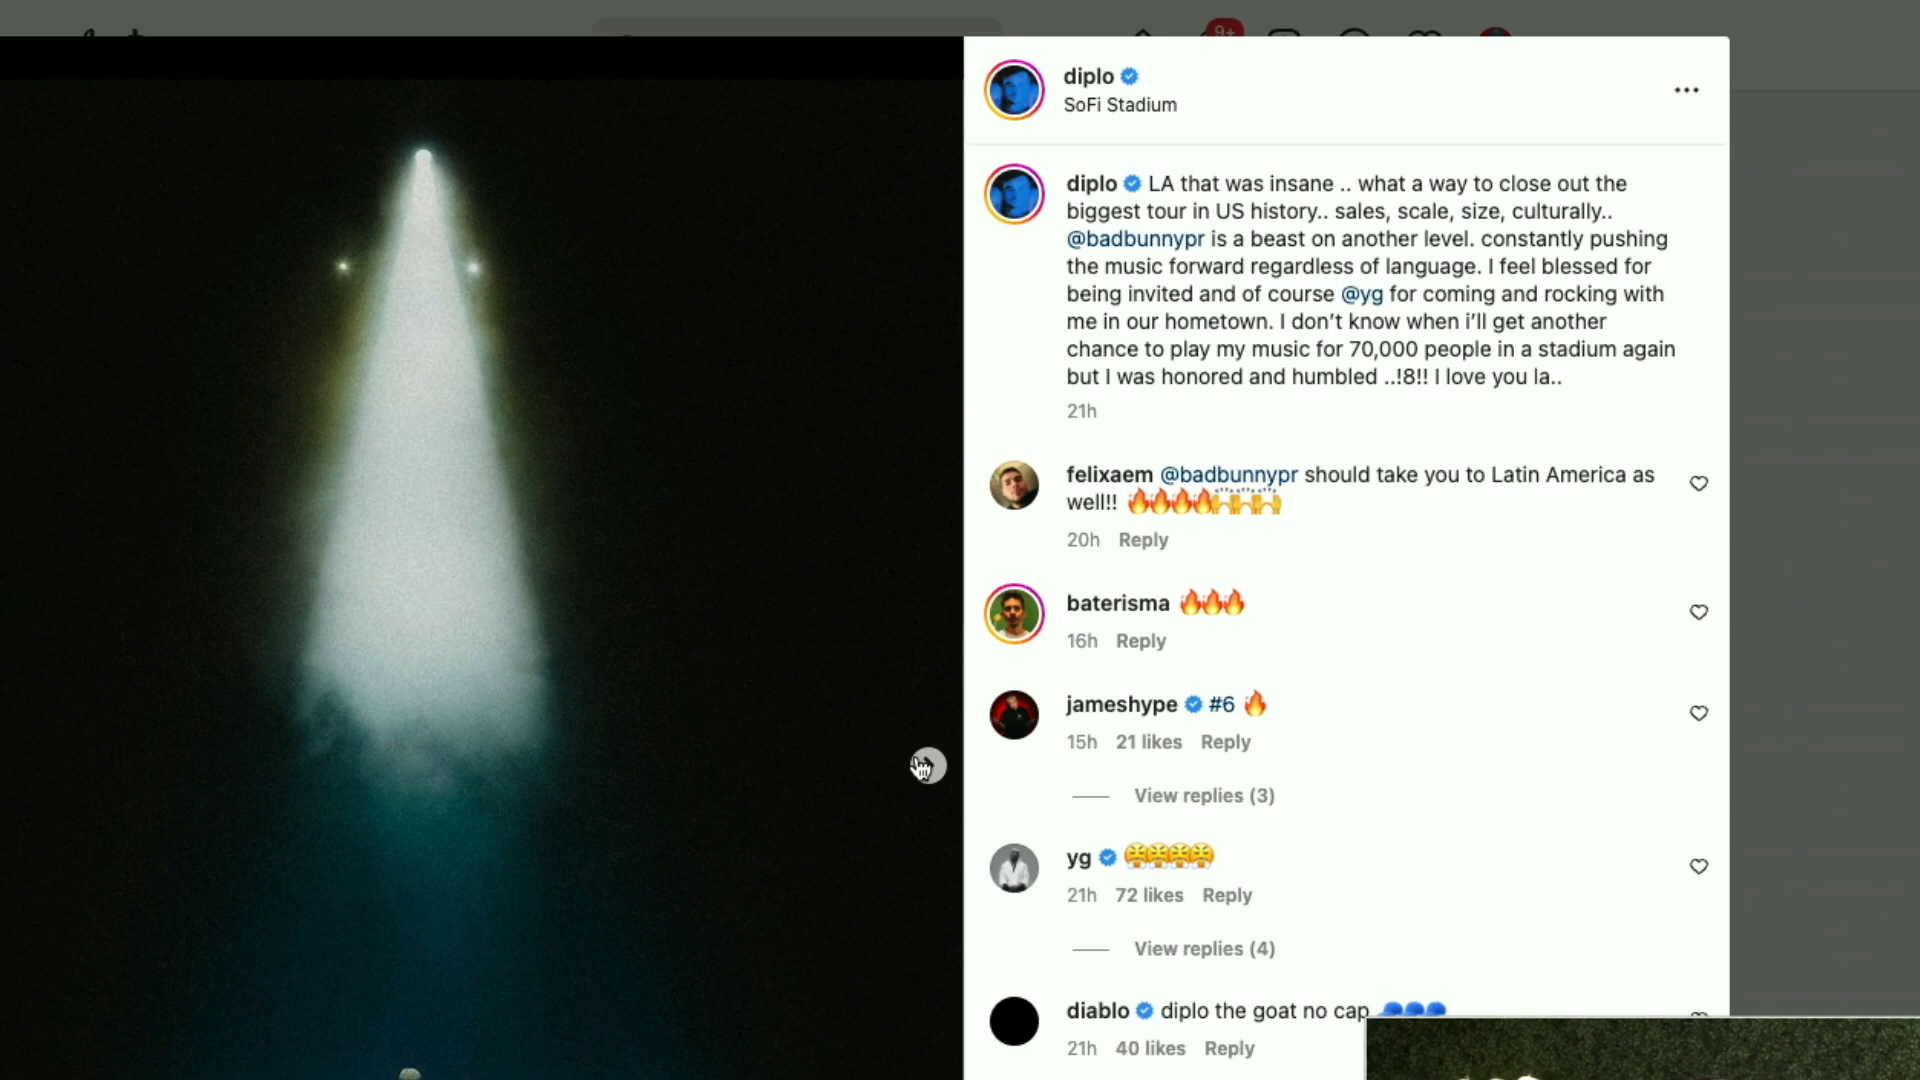 9+
diplo
SoFi Stadium
diplo LA that was insane .. what a way to close out the
biggest tour in US history.. sales, scale, size, culturally..
@badbunnypr is a beast on another level. constantly pushing
the music forward regardless of language. I feel blessed for
being invited and of course @yg for coming and rocking with
me in our hometown. I don’t know when i’ll get another
chance to play my music for 70,000 people in a stadium again
but I was honored and humbled ..!8!! I love you la..
21h
felixaem @badbunnypr should take you to Latin America as
well!! 🔥🔥🔥🔥🙌🙌
20h Reply
baterisma 🔥🔥🔥
16h Reply
jameshype #6 🔥
15h 21 likes Reply
View replies (3)
yg 😤😤😤😤
21h 72 likes Reply
View replies (4)
diablo diplo the goat no cap 🧢🧢🧢
21h 40 likes Reply